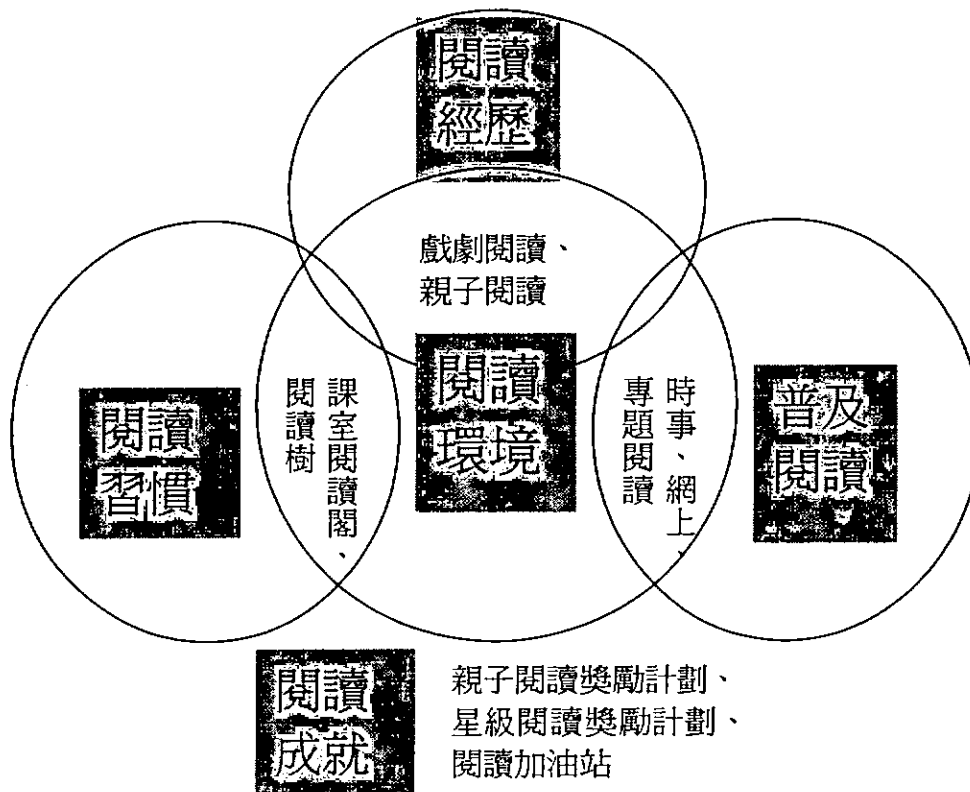 閱讀
經歷
戲劇閱讀、
親子閱讀
閱讀
習慣
課室閱讀閣、
閱讀樹
閱讀
環境
時事、網上、
專題閱讀
普及
閱讀
閱讀
成就
親子閱讀獎勵計劃、
星級閱讀獎勵計劃、
閱讀加油站